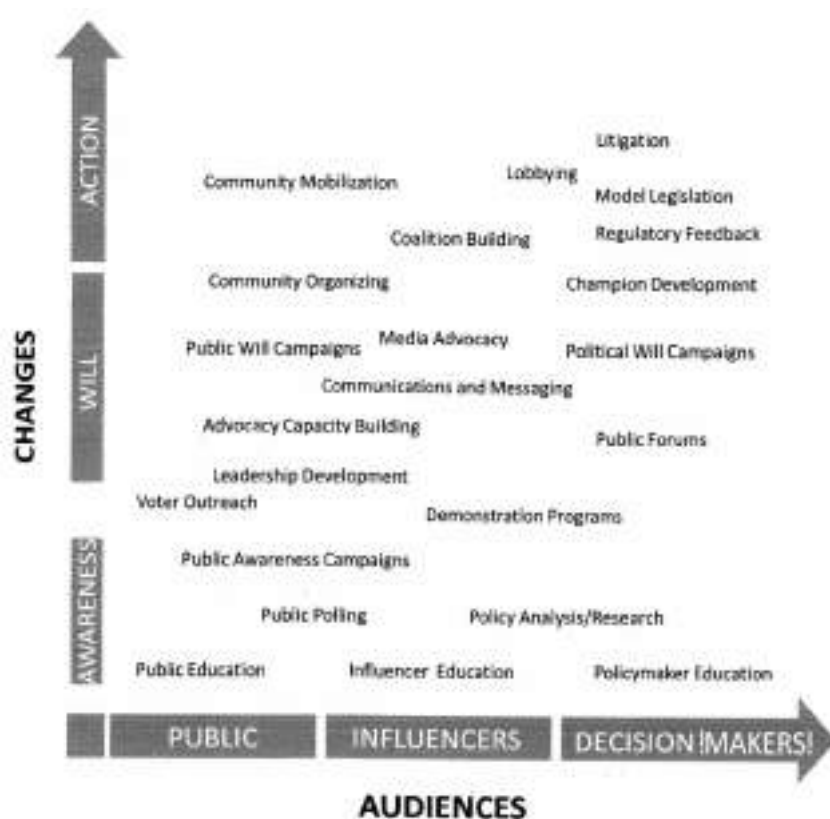 ACTION
Litigation
Lobbying
Community Mobilization
Model Legislation
Coalition Building
Regulatory Feedback
Community Organizing
Champion Development
CHANGES
WILL
Public Will Campaigns
Media Advocacy
Political Will Campaigns
Communications and Messaging
Advocacy Capacity Building
Public Forums
Leadership Development
Voter Outreach
Demonstration Programs
AWARENESS
Public Awareness Campaigns
Public Polling
Policy Analysis/Research
Public Education
Influencer Education
Policymaker Education
PUBLIC
INFLUENCERS
DECISION!MAKERS!
AUDIENCES